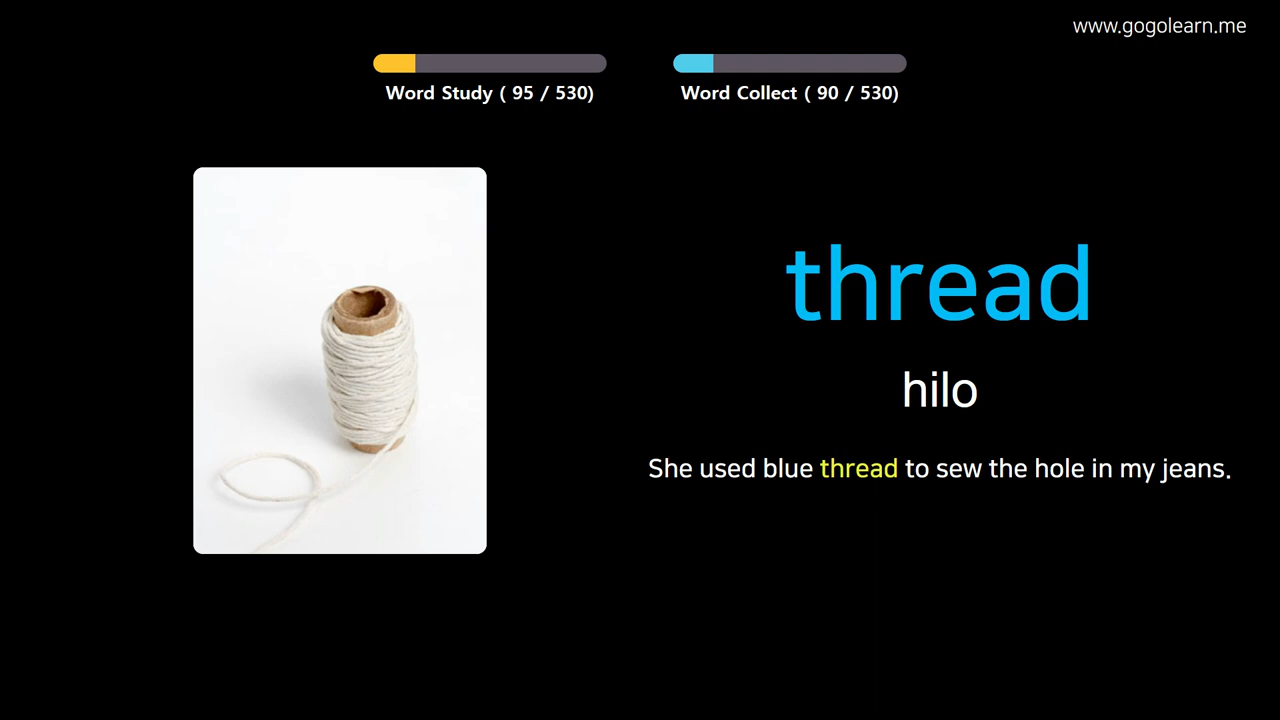 www.gogolearn.me
Word Study ( 95 / 530)
Word Collect ( 90 / 530)
thread
hilo
She used blue thread to sew the hole in my jeans.